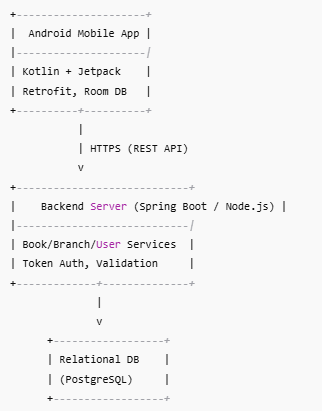 +---------------------+
|  Android Mobile App |
|---------------------|
| Kotlin + Jetpack    |
| Retrofit, Room DB   |
+----------+----------+
           |
           | HTTPS (REST API)
           v
+----------------------------+
|    Backend Server (Spring Boot / Node.js) |
|----------------------------|
| Book/Branch/User Services  |
| Token Auth, Validation     |
+-------------+--------------+
              |
              v
      +------------------+
      | Relational DB    |
      | (PostgreSQL)     |
      +------------------+